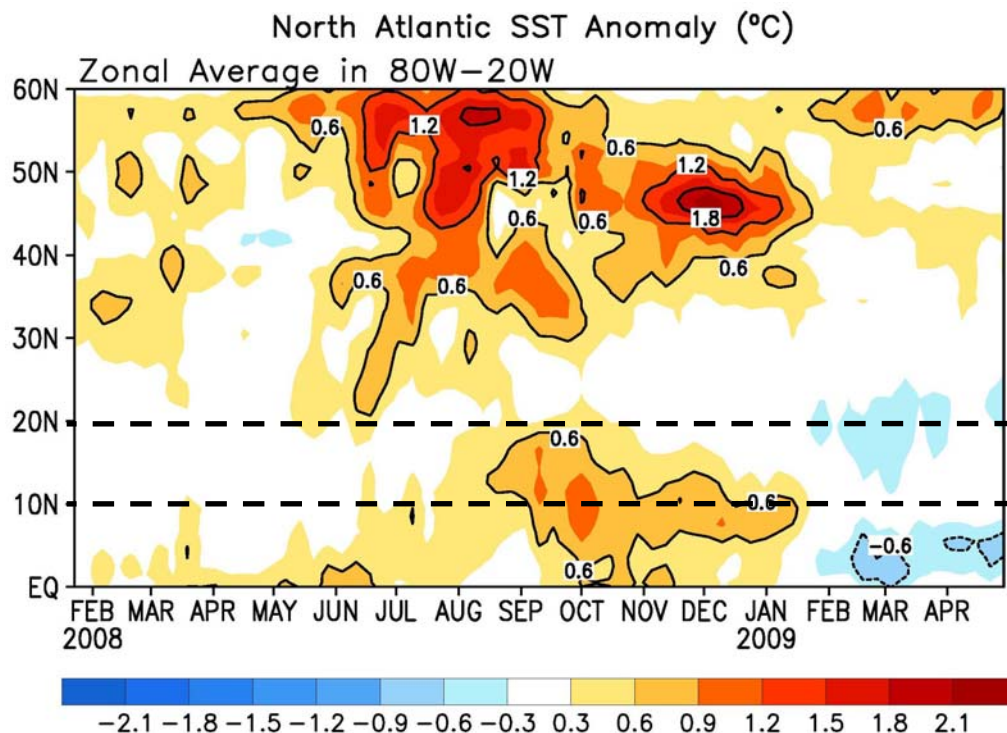 North Atlantic SST Anomaly (ºC)
Zonal Average in 80W-20W
60N
50N
40N
30N
20N
10N
EQ
0.6
1.2
0.6
1.2
0.6
0.6
0.6
1.2
1.8
0.6
0.6
0.6
0.6
0.6
0.6
0.6
-0.6
FEB MAR APR MAY JUN JUL AUG SEP OCT NOV DEC JAN FEB MAR APR
2008 2009
-2.1 -1.8 -1.5 -1.2 -0.9 -0.6 -0.3 0.3 0.6 0.9 1.2 1.5 1.8 2.1